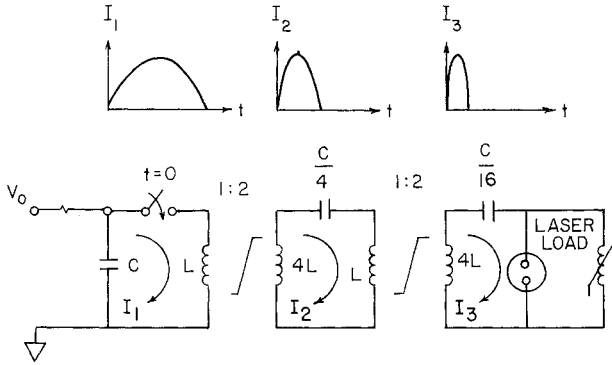 I1 I2 I3
t t t
C/4 C/16
V0 t=0 1:2 1:2
LASER LOAD
C L 4L L 4L
I1 I2 I3